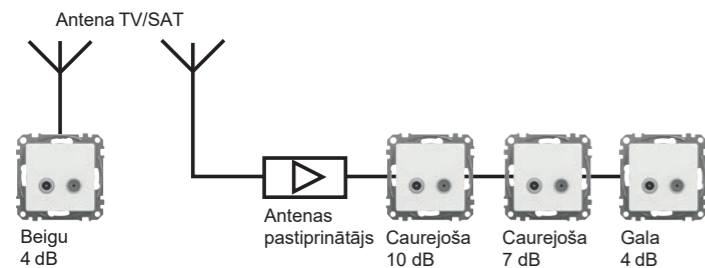 Antena TV/SAT
Beigu
4 dB
Antenas
pastiprinātājs
Caurejoša
10 dB
Caurejoša
7 dB
Gala
4 dB